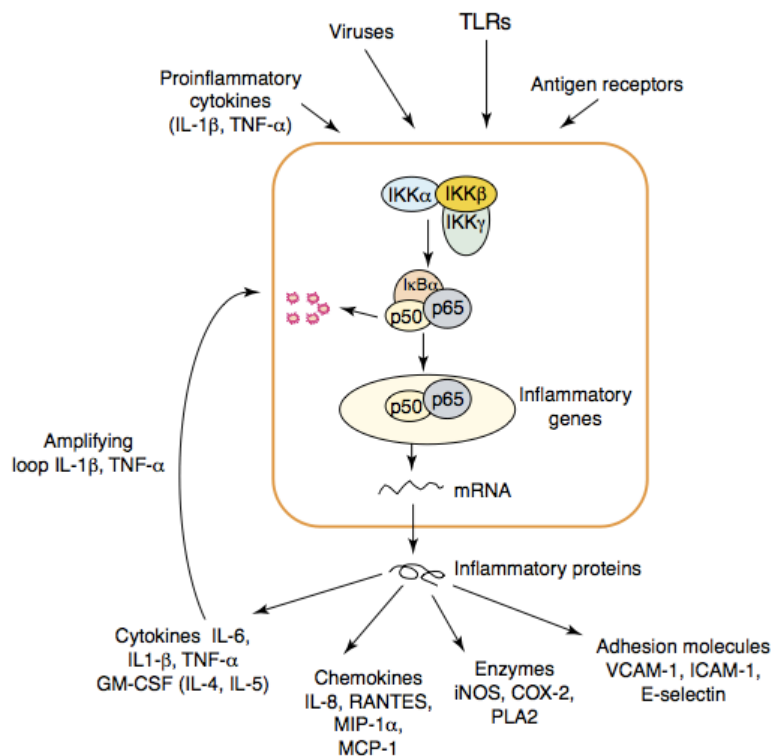 Viruses
TLRs
Proinflammatory
cytokines
(IL-1β, TNF-α)
Antigen receptors
IKKα
IKKβ
IKKγ
IκBα
p50
p65
p50
p65
Inflammatory
genes
Amplifying
loop IL-1β, TNF-α
mRNA
Inflammatory proteins
Cytokines IL-6,
IL1-β, TNF-α
GM-CSF (IL-4, IL-5)
Chemokines
IL-8, RANTES,
MIP-1α,
MCP-1
Enzymes
iNOS, COX-2,
PLA2
Adhesion molecules
VCAM-1, ICAM-1,
E-selectin